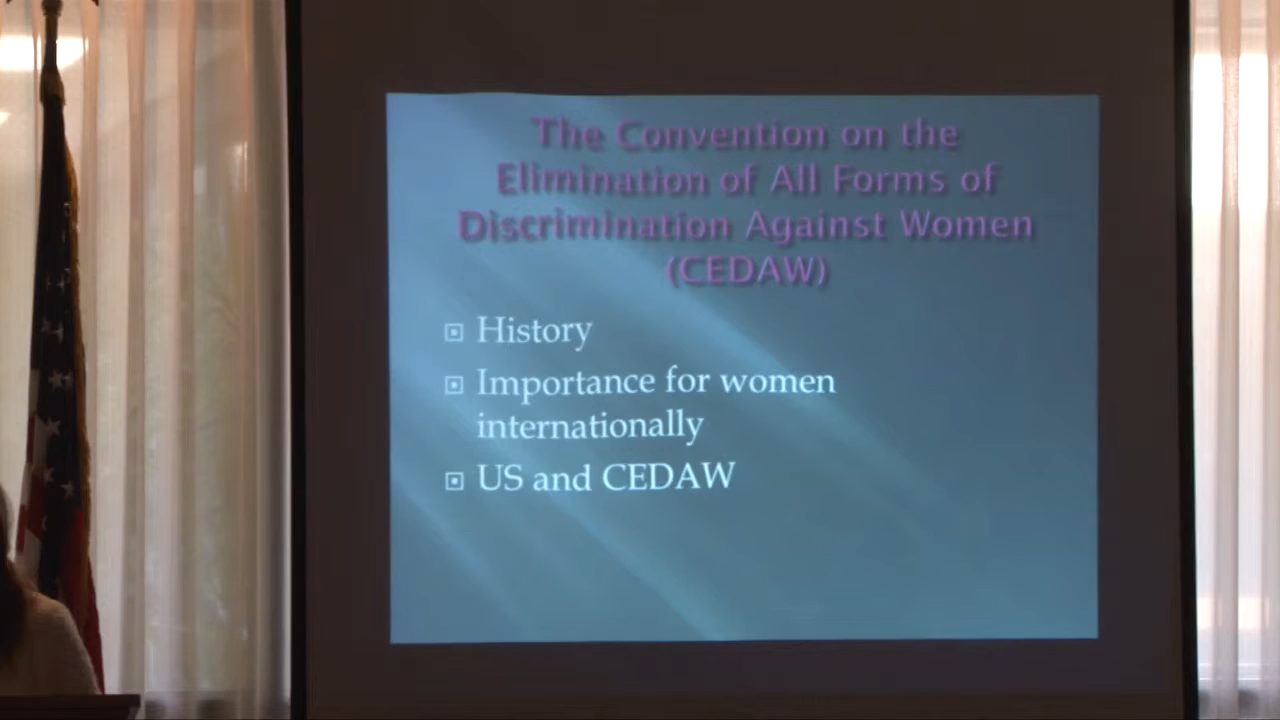 The Convention on the
Elimination of All Forms of
Discrimination Against Women
(CEDAW)
History
Importance for women
internationally
US and CEDAW